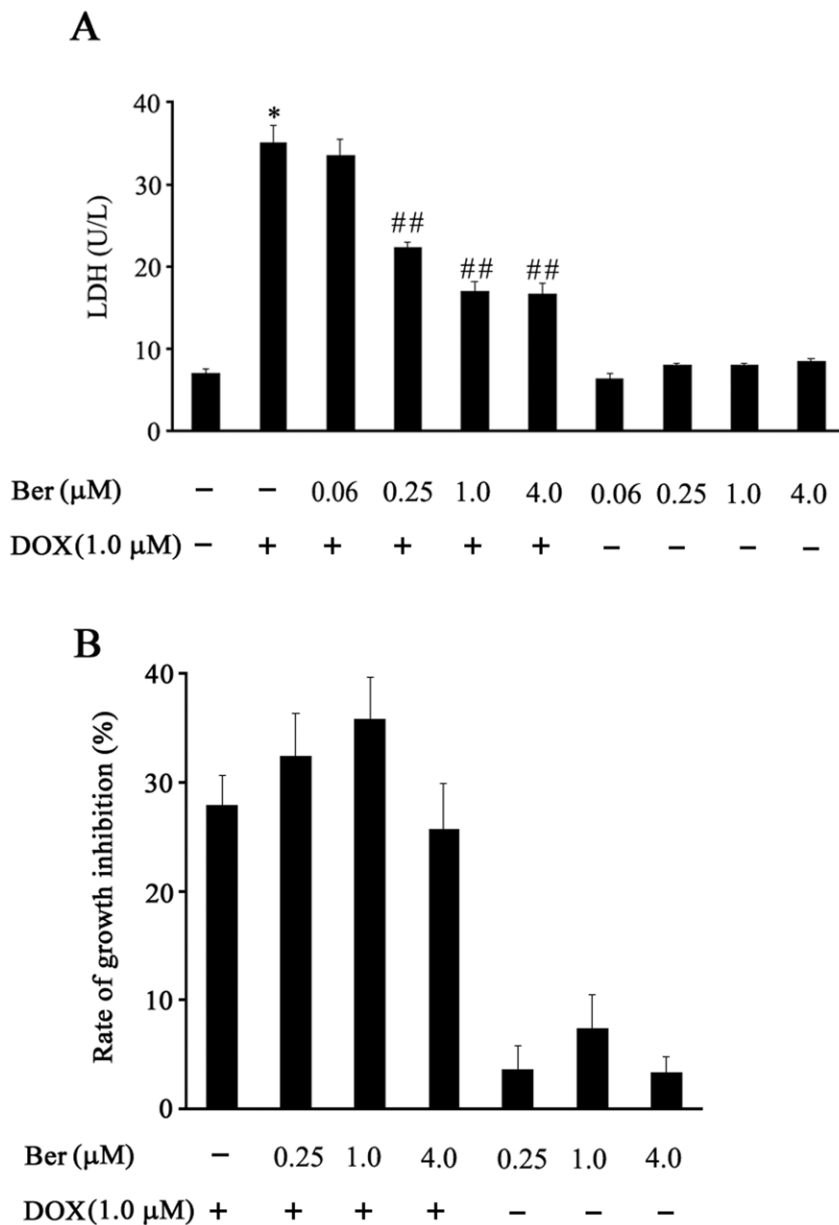 A
40
*
30
##
## ##
20
10
0
LDH (U/L)
Ber (μM) − − 0.06 0.25 1.0 4.0 0.06 0.25 1.0 4.0
DOX(1.0 μM) − + + + + + − − − −
B
40
30
20
10
0
Rate of growth inhibition (%)
Ber (μM) − 0.25 1.0 4.0 0.25 1.0 4.0
DOX(1.0 μM) + + + + − − −